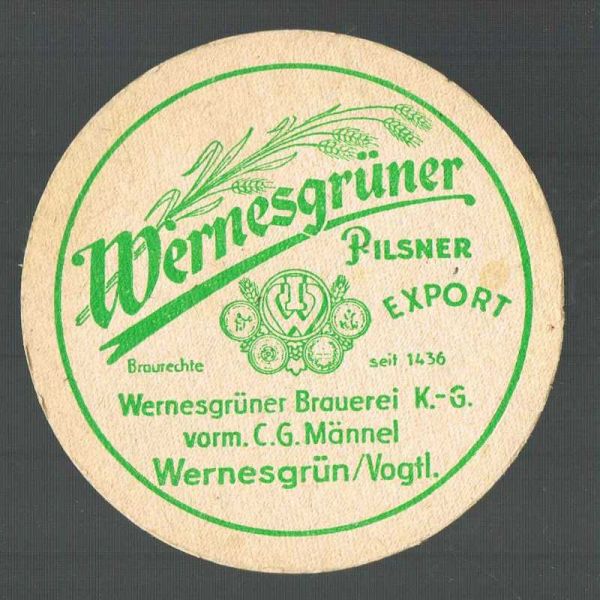 Wernesgrüner
PILSNER
EXPORT
Braurechte seit 1436
Wernesgrüner Brauerei K.-G.
vorm. C.G. Männel
Wernesgrün/Vogtl.